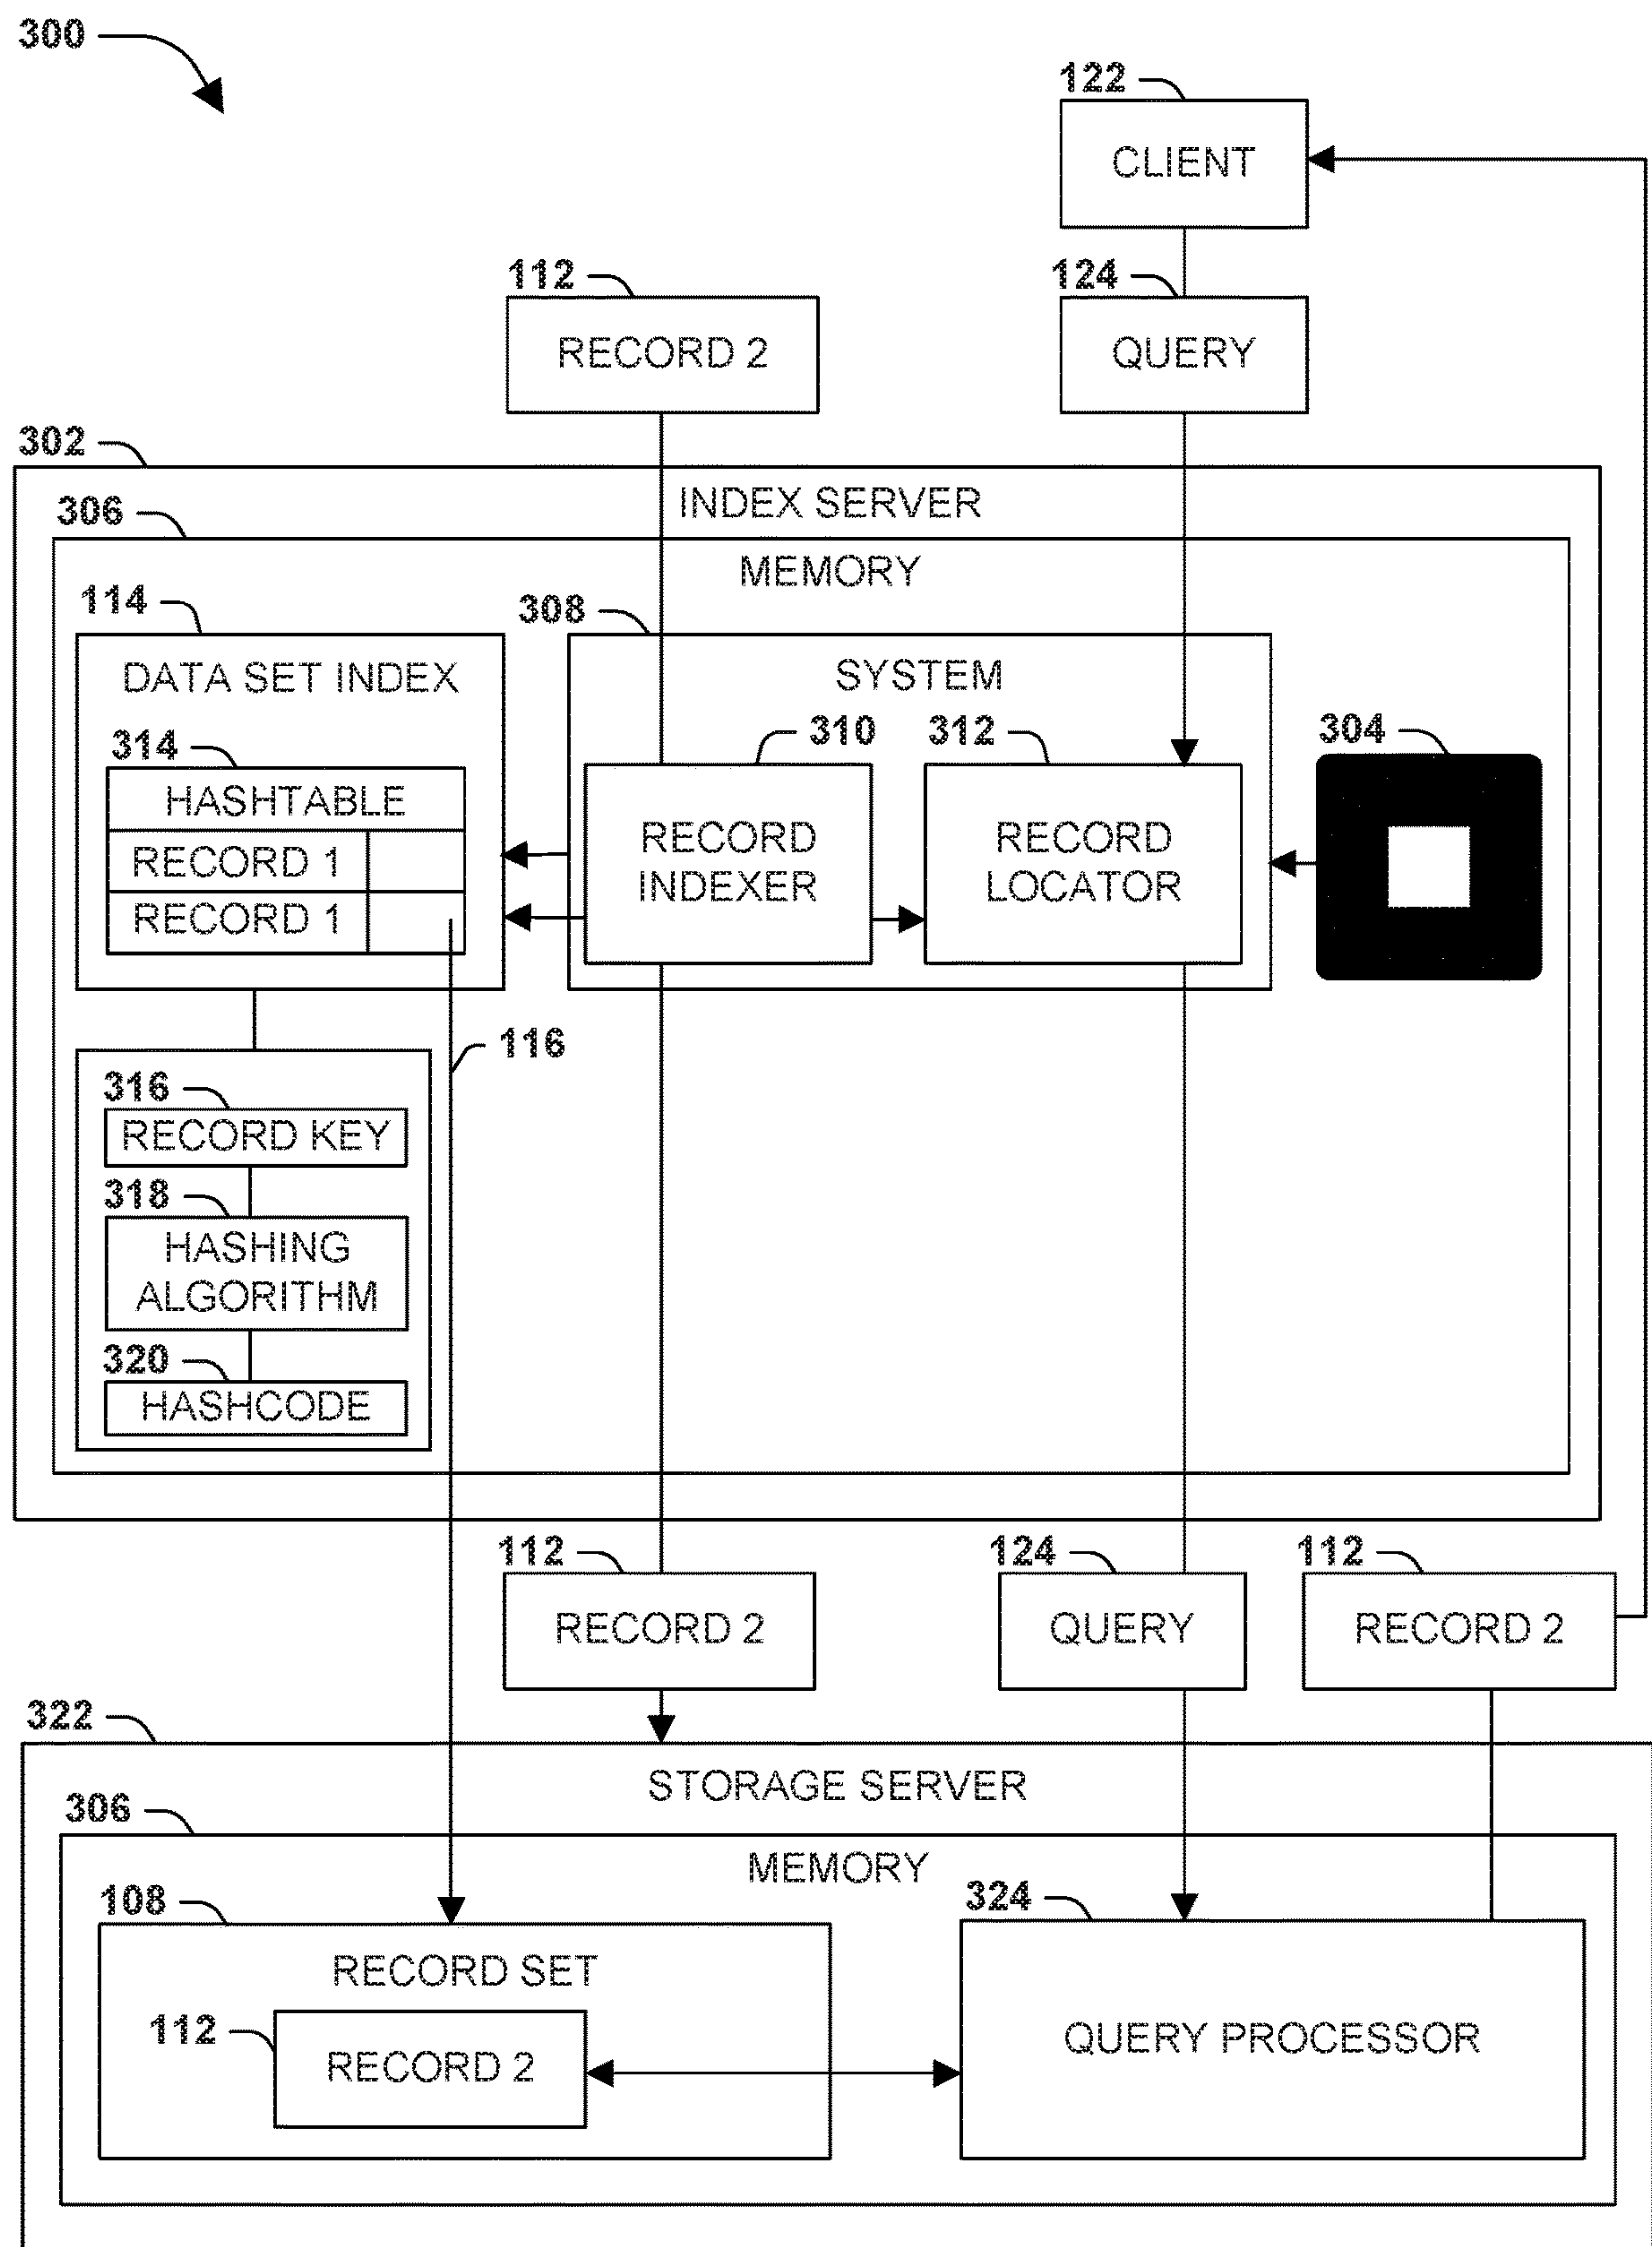 300
122
CLIENT
112
RECORD 2
124
QUERY
302
INDEX SERVER
306
MEMORY
114
DATA SET INDEX
308
SYSTEM
314
HASHTABLE
RECORD 1
RECORD 1
310
RECORD
INDEXER
312
RECORD
LOCATOR
304
116
316
RECORD KEY
318
HASHING
ALGORITHM
320
HASHCODE
112
RECORD 2
124
QUERY
112
RECORD 2
322
STORAGE SERVER
306
MEMORY
108
RECORD SET
112
RECORD 2
324
QUERY PROCESSOR